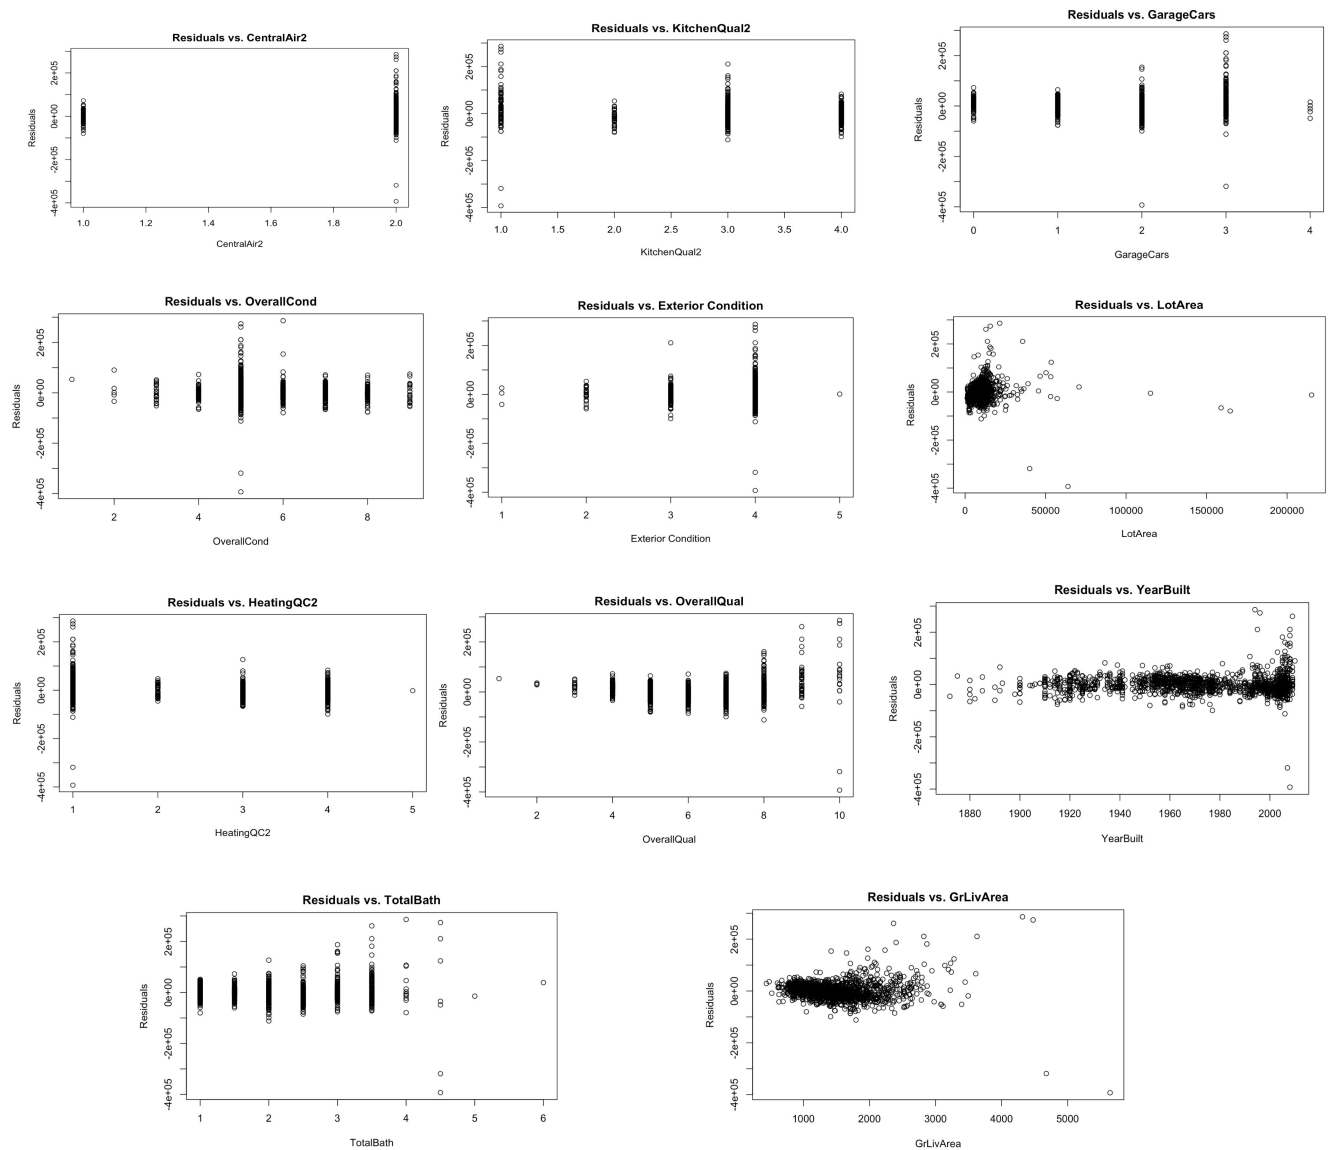 Residuals vs. CentralAir2
Residuals
-4e+05 -2e+05 0e+00 2e+05
1.0 1.2 1.4 1.6 1.8 2.0
CentralAir2
Residuals vs. KitchenQual2
Residuals
-4e+05 -2e+05 0e+00 2e+05
1.0 1.5 2.0 2.5 3.0 3.5 4.0
KitchenQual2
Residuals vs. GarageCars
Residuals
-4e+05 -2e+05 0e+00 2e+05
0 1 2 3 4
GarageCars
Residuals vs. OverallCond
Residuals
-4e+05 -2e+05 0e+00 2e+05
2 4 6 8
OverallCond
Residuals vs. Exterior Condition
Residuals
-4e+05 -2e+05 0e+00 2e+05
1 2 3 4 5
Exterior Condition
Residuals vs. LotArea
Residuals
-4e+05 -2e+05 0e+00 2e+05
0 50000 100000 150000 200000
LotArea
Residuals vs. HeatingQC2
Residuals
-4e+05 -2e+05 0e+00 2e+05
1 2 3 4 5
HeatingQC2
Residuals vs. OverallQual
Residuals
-4e+05 -2e+05 0e+00 2e+05
2 4 6 8 10
OverallQual
Residuals vs. YearBuilt
Residuals
-4e+05 -2e+05 0e+00 2e+05
1880 1900 1920 1940 1960 1980 2000
YearBuilt
Residuals vs. TotalBath
Residuals
-4e+05 -2e+05 0e+00 2e+05
1 2 3 4 5 6
TotalBath
Residuals vs. GrLivArea
Residuals
-4e+05 -2e+05 0e+00 2e+05
1000 2000 3000 4000 5000
GrLivArea